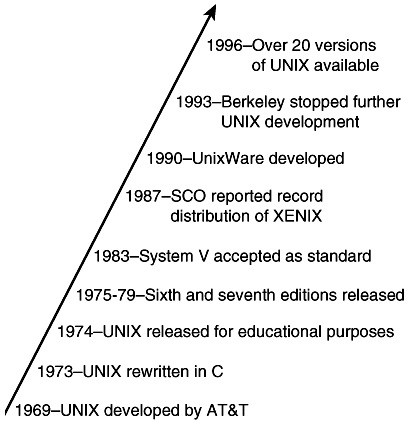 1996–Over 20 versions
of UNIX available
1993–Berkeley stopped further
UNIX development
1990–UnixWare developed
1987–SCO reported record
distribution of XENIX
1983–System V accepted as standard
1975-79–Sixth and seventh editions released
1974–UNIX released for educational purposes
1973–UNIX rewritten in C
1969–UNIX developed by AT&T